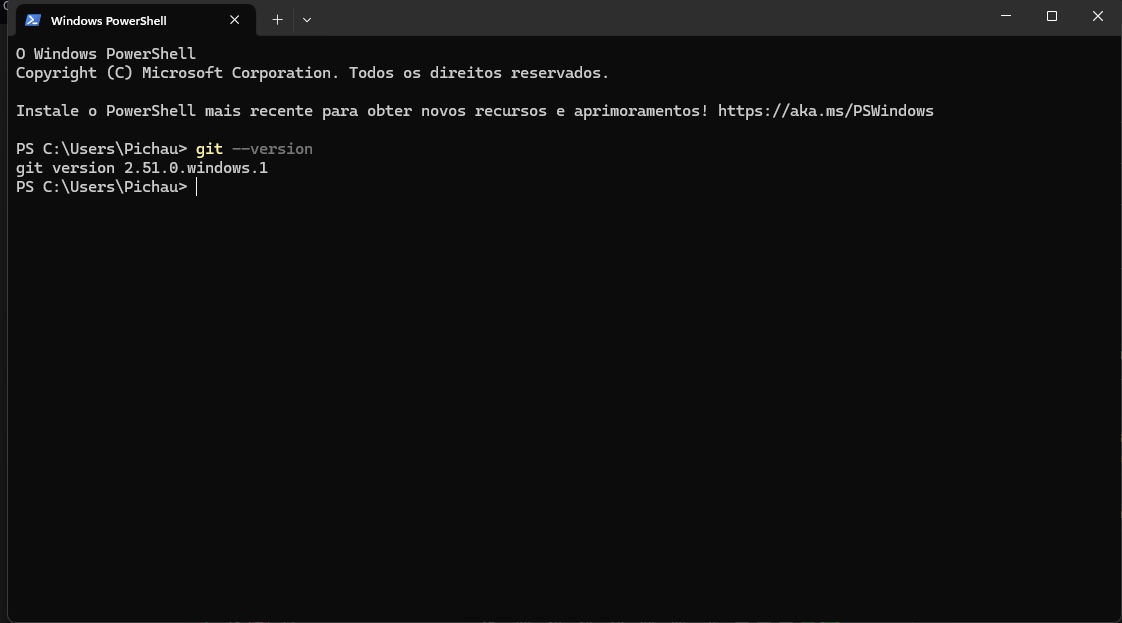 Windows PowerShell
O Windows PowerShell
Copyright (C) Microsoft Corporation. Todos os direitos reservados.
Instale o PowerShell mais recente para obter novos recursos e aprimoramentos! https://aka.ms/PSWindows
PS C:\Users\Pichau> git --version
git version 2.51.0.windows.1
PS C:\Users\Pichau>